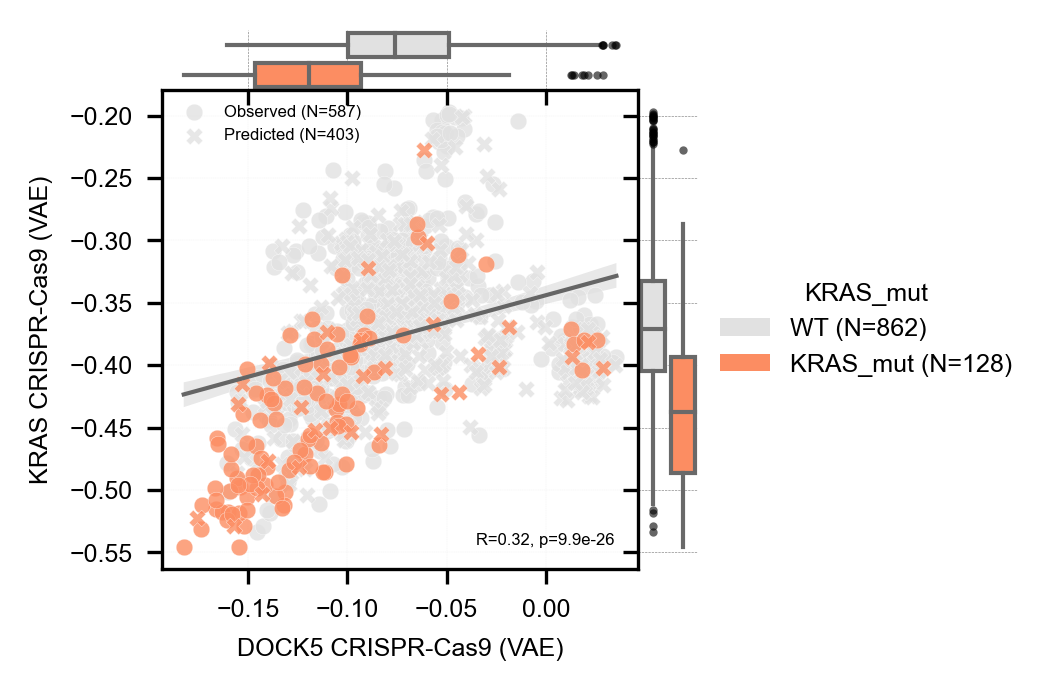 Observed (N=587)
Predicted (N=403)
−0.20
−0.25
−0.30
−0.35
−0.40
−0.45
−0.50
−0.55
KRAS CRISPR-Cas9 (VAE)
R=0.32, p=9.9e-26
−0.15
−0.10
−0.05
0.00
DOCK5 CRISPR-Cas9 (VAE)
KRAS_mut
WT (N=862)
KRAS_mut (N=128)